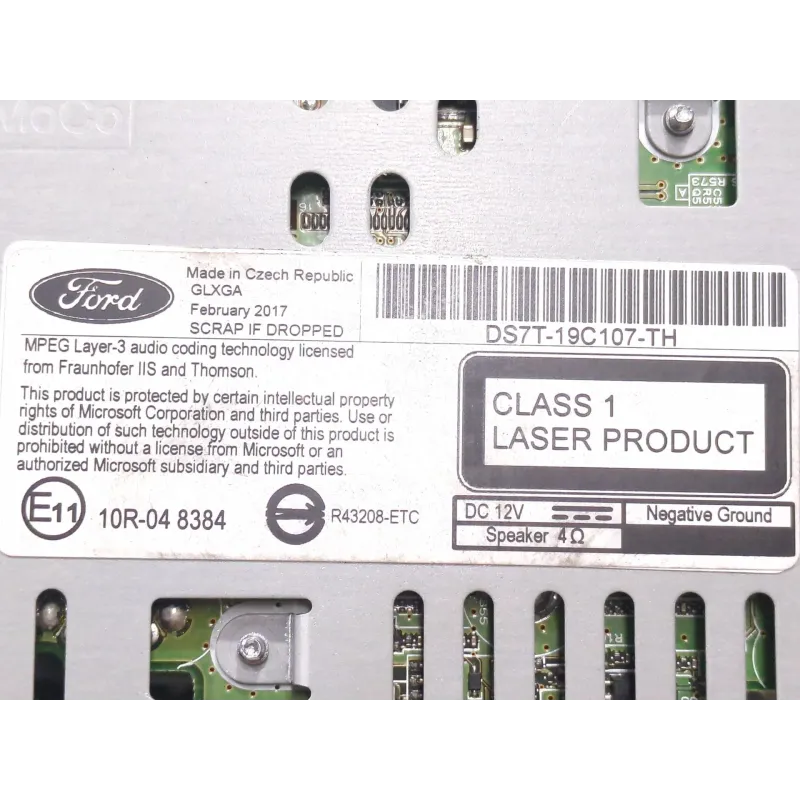 MaCo
C55
R573
A
Ford
Made in Czech Republic
GLXGA
February 2017
SCRAP IF DROPPED
DS7T-19C107-TH
MPEG Layer-3 audio coding technology licensed
from Fraunhofer IIS and Thomson.
This product is protected by certain intellectual property
rights of Microsoft Corporation and third parties. Use or
distribution of such technology outside of this product is
prohibited without a license from Microsoft or an
authorized Microsoft subsidiary and third parties.
CLASS 1
LASER PRODUCT
E11
10R-04 8384
R43208-ETC
DC 12V
Negative Ground
Speaker 4Ω